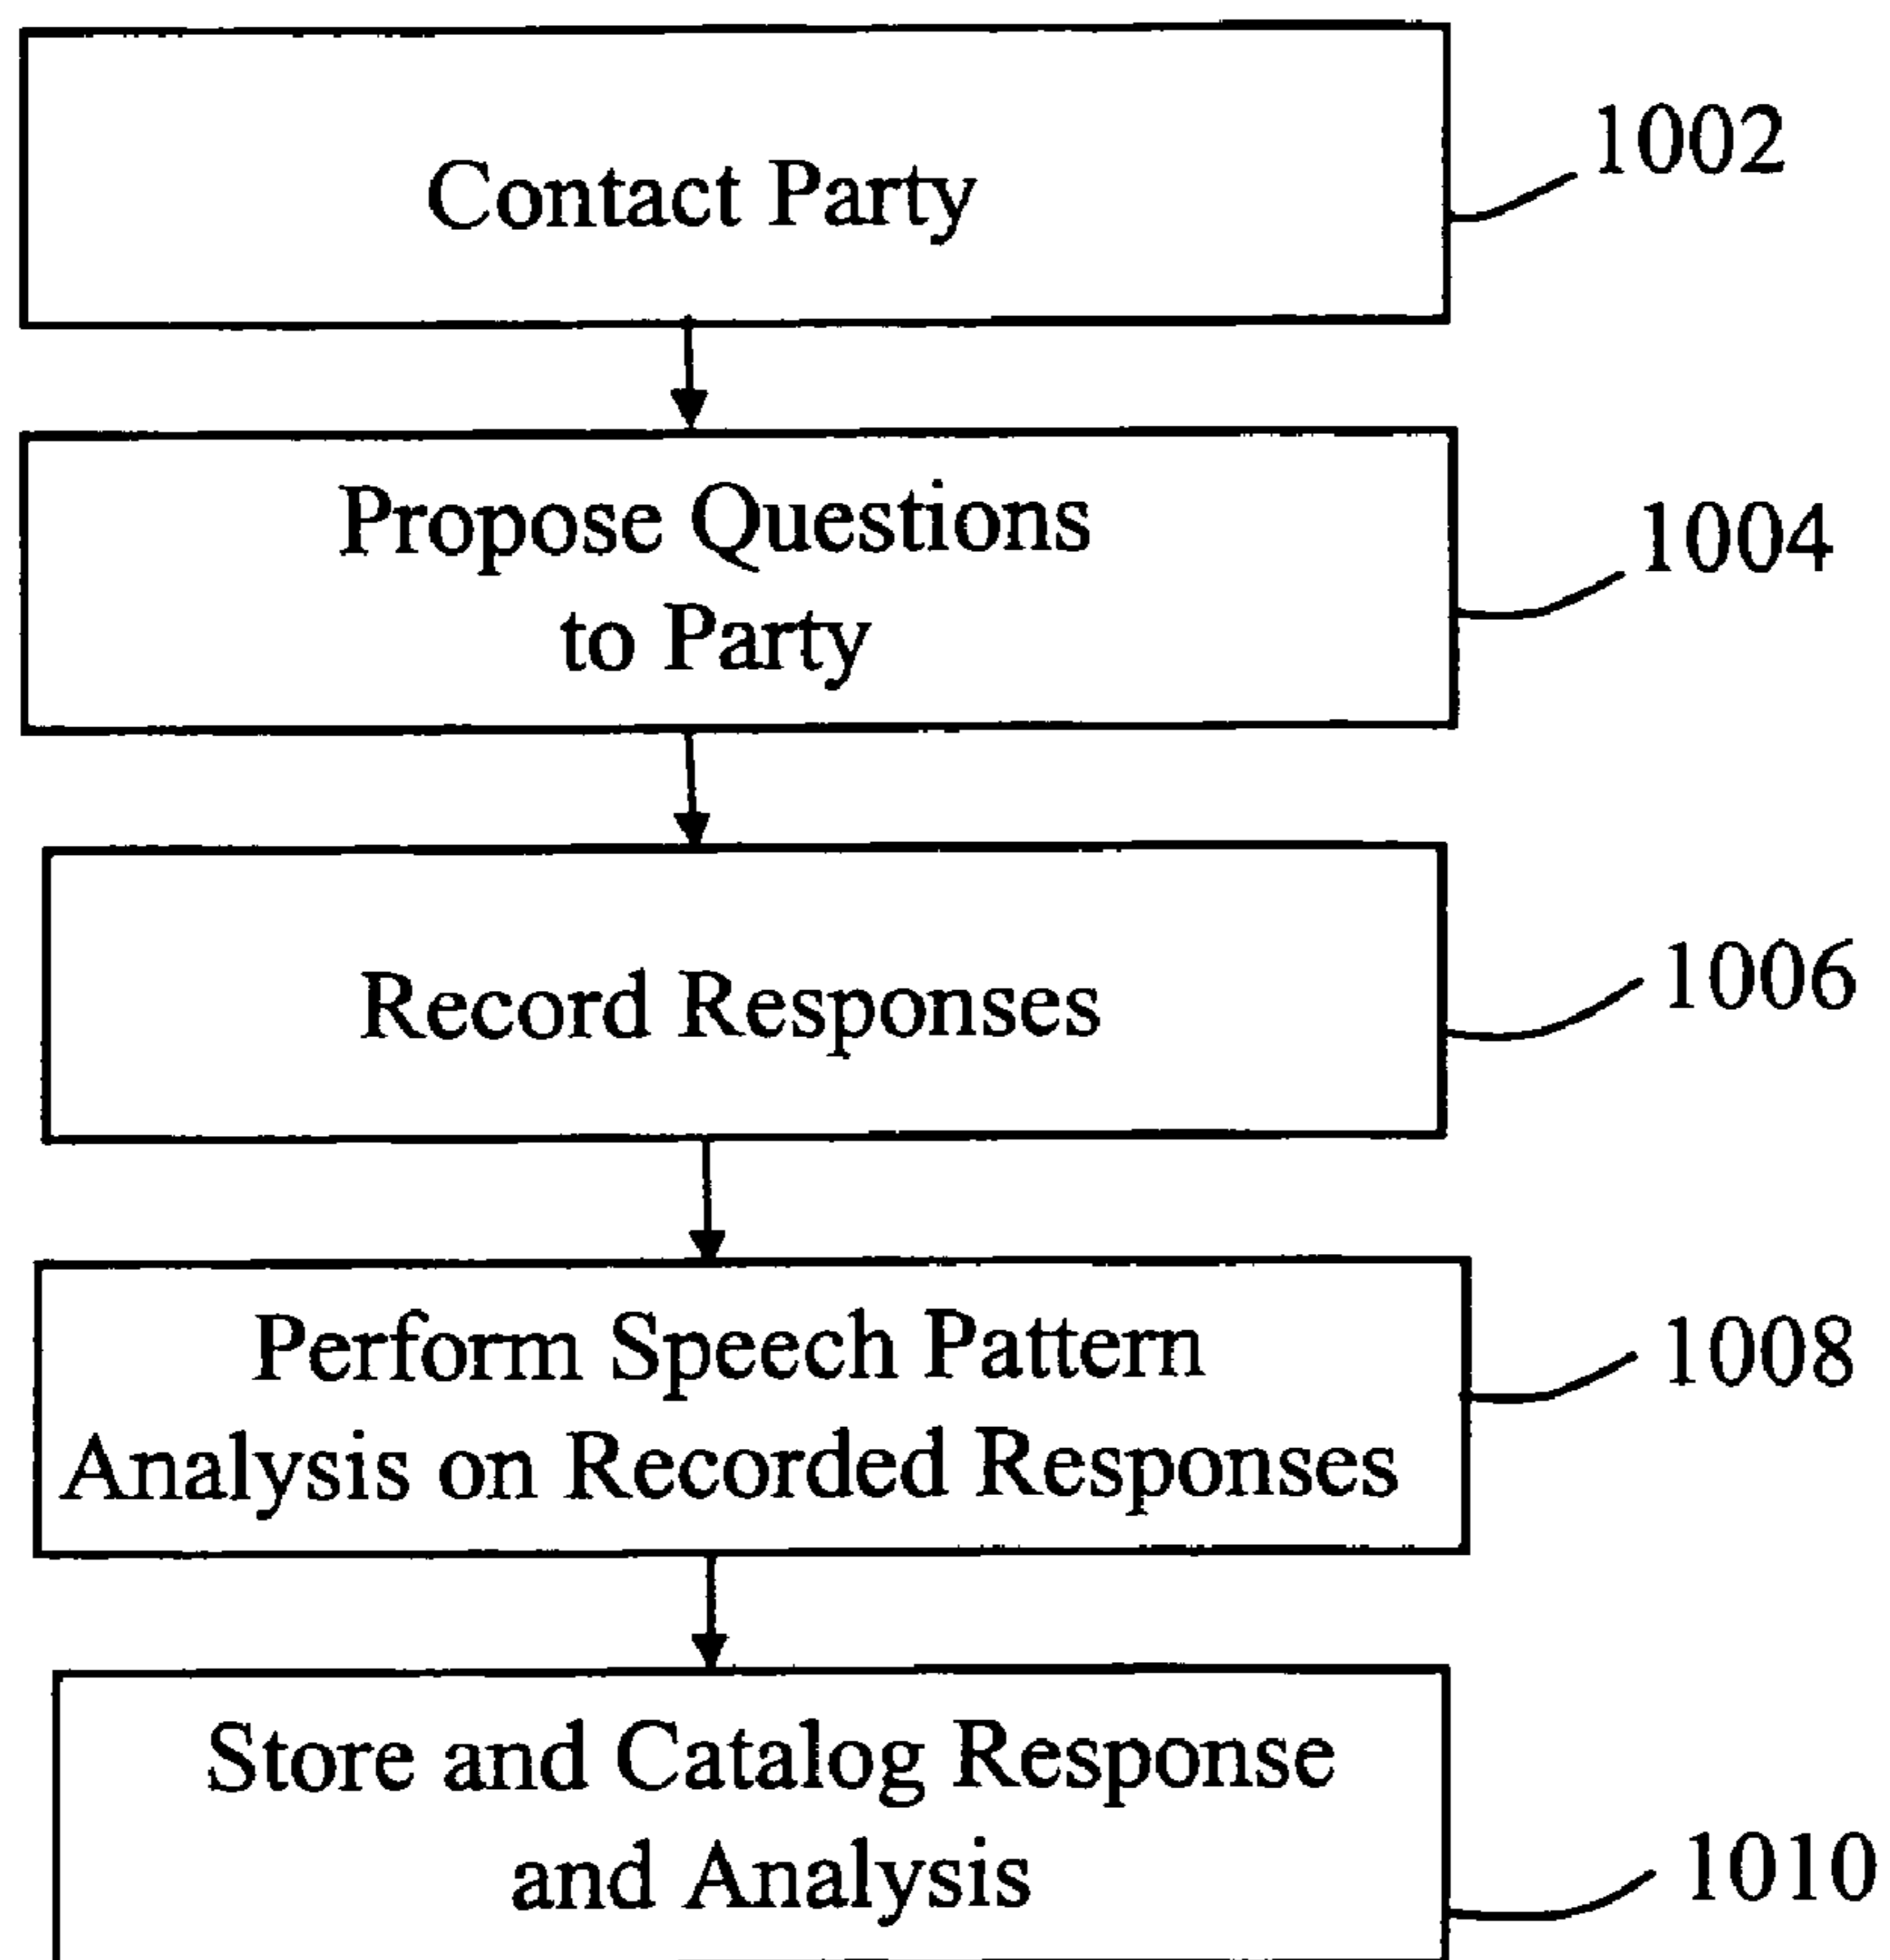 Contact Party
1002
Propose Questions
to Party
1004
Record Responses
1006
Perform Speech Pattern
Analysis on Recorded Responses
1008
Store and Catalog Response
and Analysis
1010